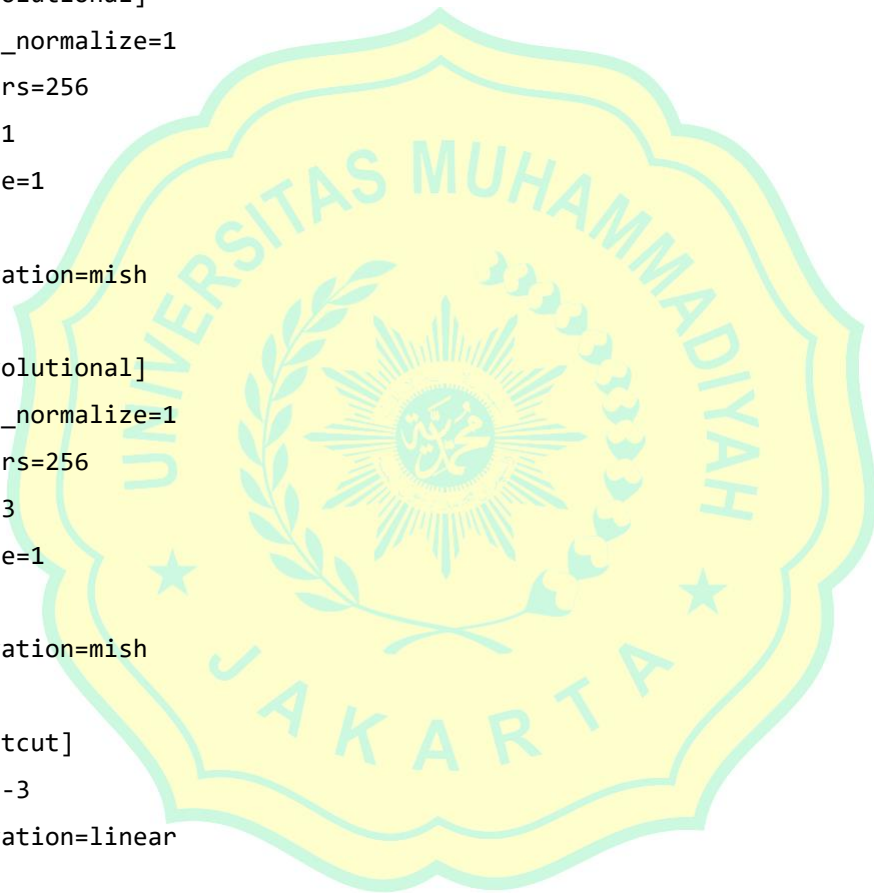 olutional]
_normalize=1
rs=256
1
e=1
ation=mish
olutional]
_normalize=1
rs=256
3
e=1
ation=mish
tcut]
-3
ation=linear
UNIVERSITAS MUHAMMADIYAH
JAKARTA